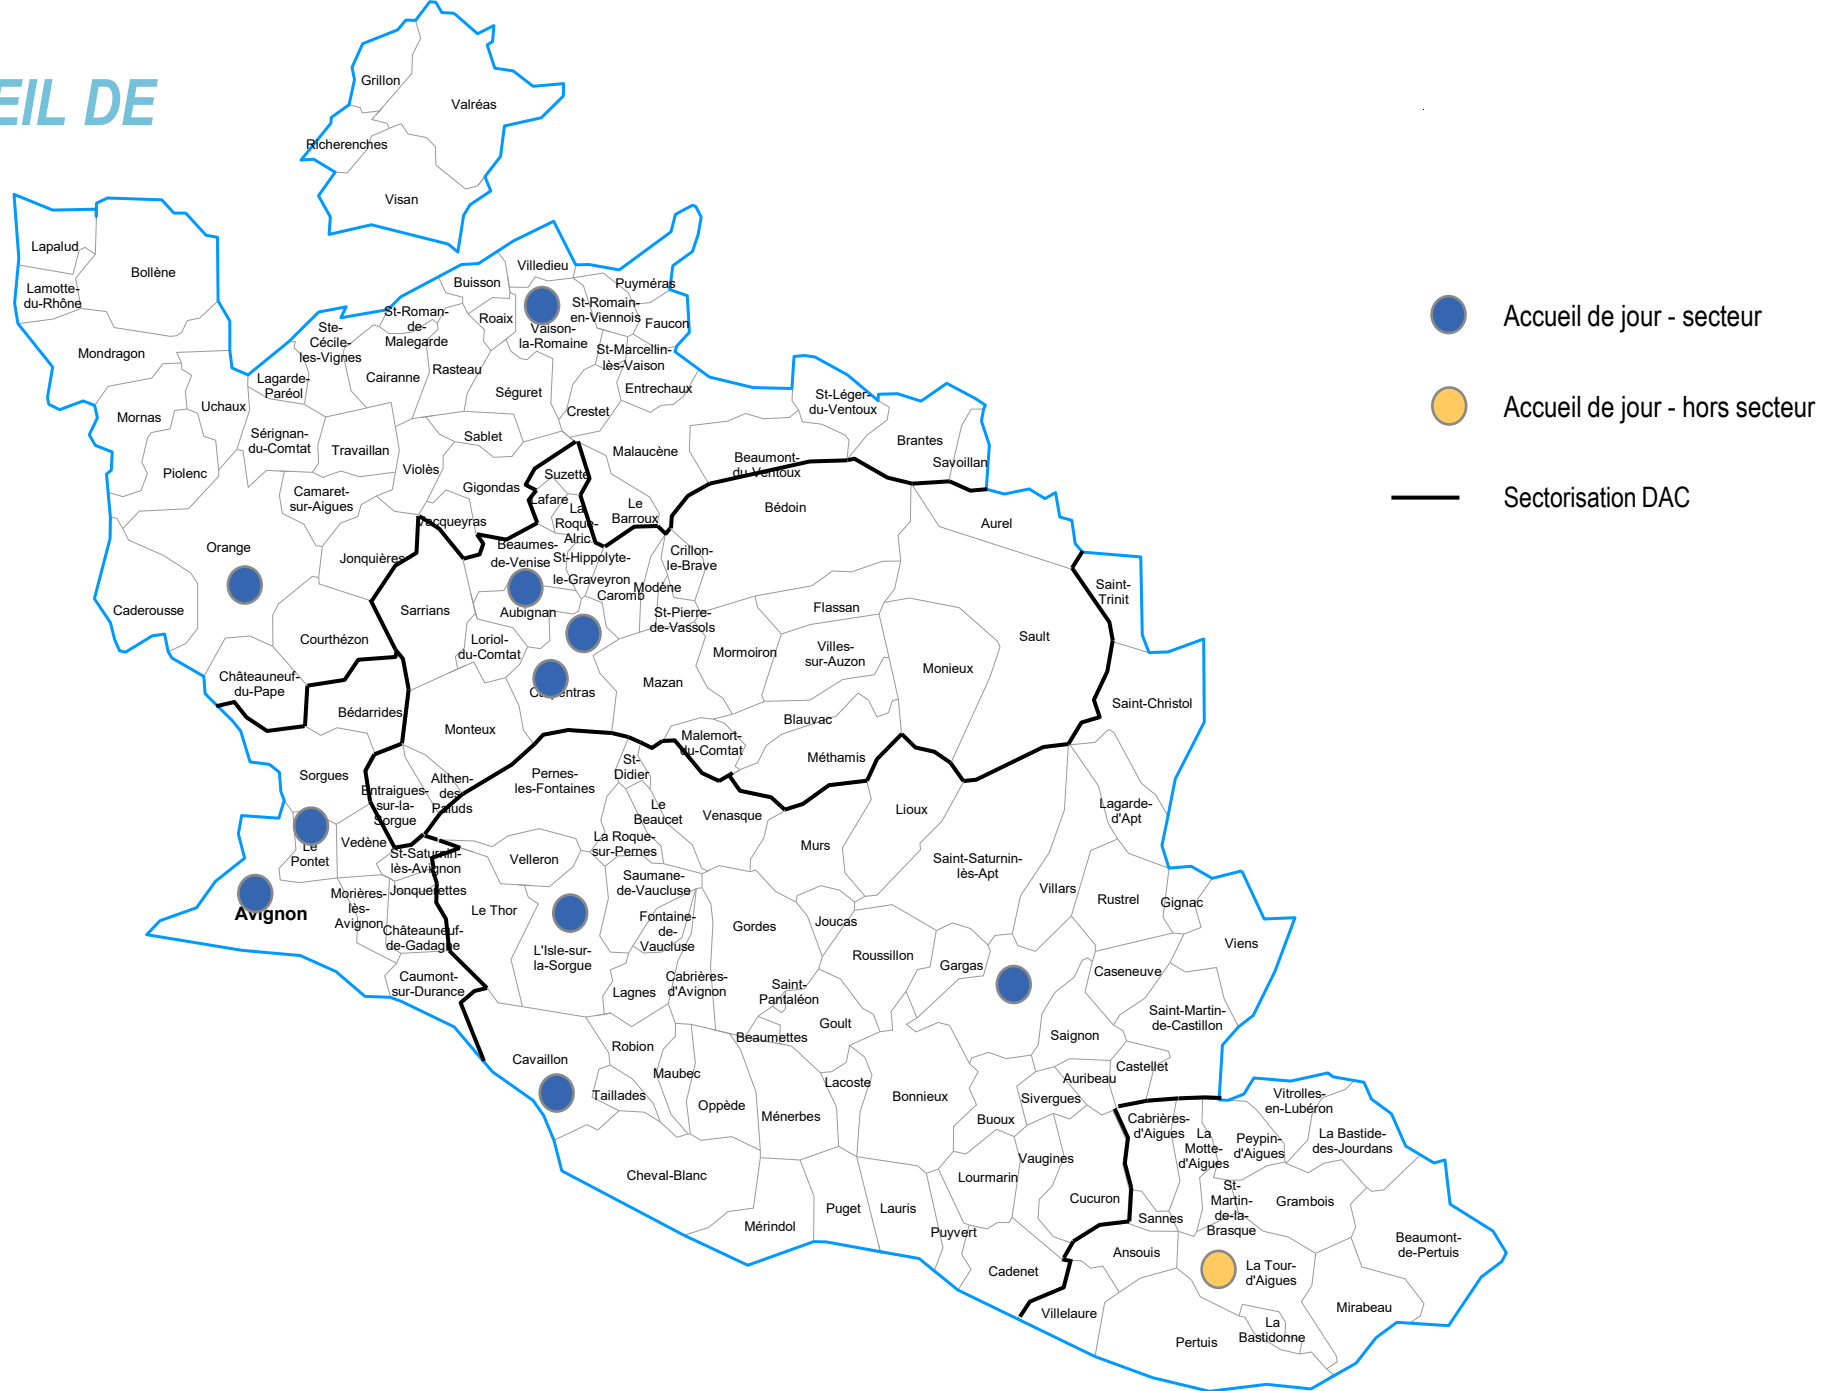 EIL DE
Grillon
Valréas
Richerenches
Visan
Lapalud
Bollène
Lamotte-
du-Rhône
Mondragon
Villedieu
Buisson
Puyméras
St-Romain-
en-Viennois
St-Roman-
de-
Malegarde
Roaix
Vaison-
la-Romaine
Faucon
Ste-
Cécile-
les-Vignes
St-Marcellin-
lès-Vaison
Rasteau
Cairanne
Lagarde-
Paréol
Séguret
Entrechaux
Crestet
St-Léger-
du-Ventoux
Mornas
Uchaux
Sérignan-
du-Comtat
Travaillan
Sablet
Malaucène
Brantes
Savoillan
Beaumont-
du-Ventoux
Piolenc
Violès
Gigondas
Suzette
Lafare
Camaret-
sur-Aigues
La
Roque-
Alric
Le
Barroux
Bédoin
Aurel
Vacqueyras
Orange
Jonquières
Beaumes-
de-Venise
St-Hippolyte-
le-Graveyron
Crillon-
le-Brave
Modène
Caromb
Saint-
Trinit
Caderousse
Sarrians
Aubignan
St-Pierre-
de-Vassols
Flassan
Courthézon
Loriol-
du-Comtat
Mormoiron
Villes-
sur-Auzon
Monieux
Sault
Châteauneuf-
du-Pape
Carpentras
Mazan
Saint-Christol
Bédarrides
Monteux
Malemort-
du-Comtat
Blauvac
Méthamis
Sorgues
Entraigues-
sur-la-
Sorgue
Althen-
des
Paluds
Pernes-
les-Fontaines
St-
Didier
Le
Beaucet
Venasque
Lioux
Lagarde-
d'Apt
Le
Pontet
Vedène
St-Saturnin-
lès-Avignon
Velleron
La Roque-
sur-Pernes
Murs
Saint-Saturnin-
lès-Apt
Villars
Rustrel
Gignac
Avignon
Morières-
lès-
Avignon
Jonquerettes
Le Thor
Saumane-
de-Vaucluse
Fontaine-
de-
Vaucluse
Gordes
Joucas
Châteauneuf-
de-Gadagne
L'Isle-sur-
la-Sorgue
Roussillon
Gargas
Viens
Caseneuve
Caumont-
sur-Durance
Lagnes
Cabrières-
d'Avignon
Saint-
Pantaléon
Goult
Beaumettes
Saint-Martin-
de-Castillon
Saignon
Cavaillon
Robion
Maubec
Taillades
Oppède
Ménerbes
Lacoste
Bonnieux
Buoux
Sivergues
Auribeau
Castellet
Cheval-Blanc
Mérindol
Puget
Lauris
Puyvert
Lourmarin
Vaugines
Cucuron
Cadenet
Cabrières-
d'Aigues
La
Motte-
d'Aigues
Peypin-
d'Aigues
Vitrolles-
en-Lubéron
La Bastide-
des-Jourdans
St-
Martin-
de-la-
Brasque
Grambois
Sannes
Ansouis
La Tour-
d'Aigues
Beaumont-
de-Pertuis
Mirabeau
Villelaure
Pertuis
La
Bastidonne
Accueil de jour - secteur
Accueil de jour - hors secteur
Sectorisation DAC